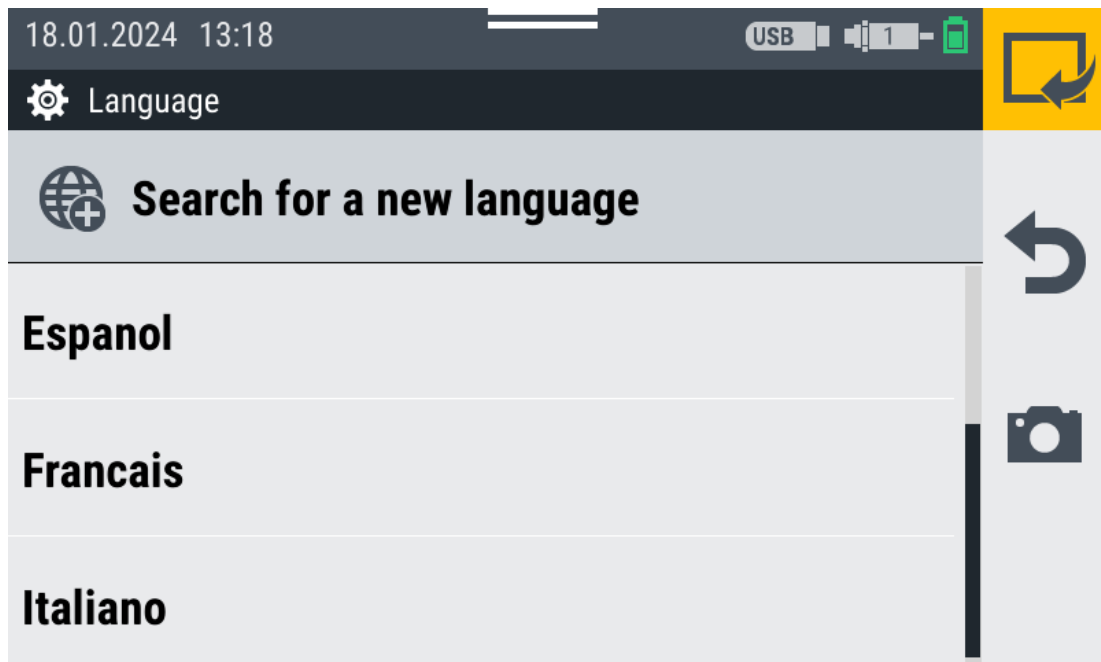 18.01.2024 13:18
USB 1
Language
Search for a new language
Espanol
Francais
Italiano